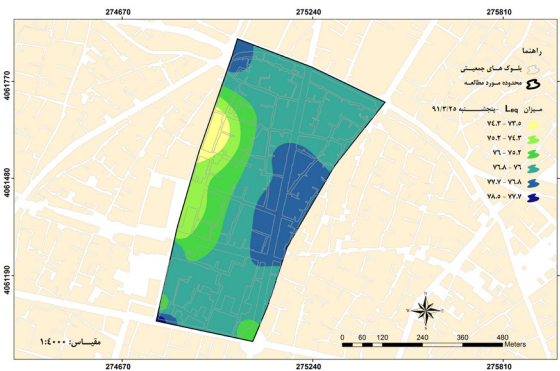 274670 275240 275810
4061770
4061480
4061190
راهنما
بلوک های جمعیتی
محدوده مورد مطالعه
میزان Leq پنجشنبه ۹۱/۳/۲۵
۷۴.۳ - ۷۳.۵
۷۵.۲ - ۷۴.۳
۷۶ - ۷۵.۲
۷۶.۸ - ۷۶
۷۷.۷ - ۷۶.۸
۷۸.۵ - ۷۷.۷
N
W E
S
0 60 120 240 360 480
Meters
مقیاس: ۱:٤۰۰۰
274670 275240 275810